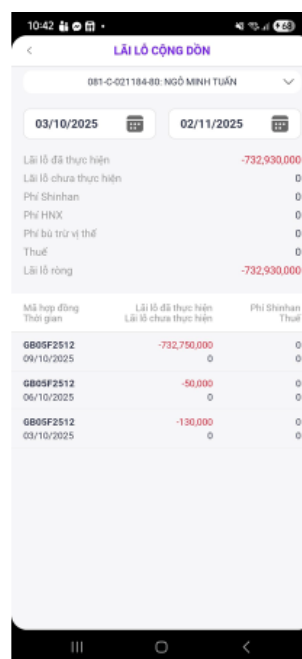 10:42
LÃI LỖ CỘNG DỒN
081-C-021184-80: NGÔ MINH TUẤN
03/10/2025 02/11/2025
Lãi lỗ đã thực hiện -732,930,000
Lãi lỗ chưa thực hiện 0
Phí Shinhan 0
Phí HNX 0
Phí bù trừ vị thế 0
Thuế 0
Lãi lỗ ròng -732,930,000
Mã hợp đồng Lãi lỗ đã thực hiện Phí Shinhan
Thời gian Lãi lỗ chưa thực hiện Thuế
GB05F2512 -732,750,000 0
09/10/2025 0 0
GB05F2512 -50,000 0
06/10/2025 0 0
GB05F2512 -130,000 0
03/10/2025 0 0